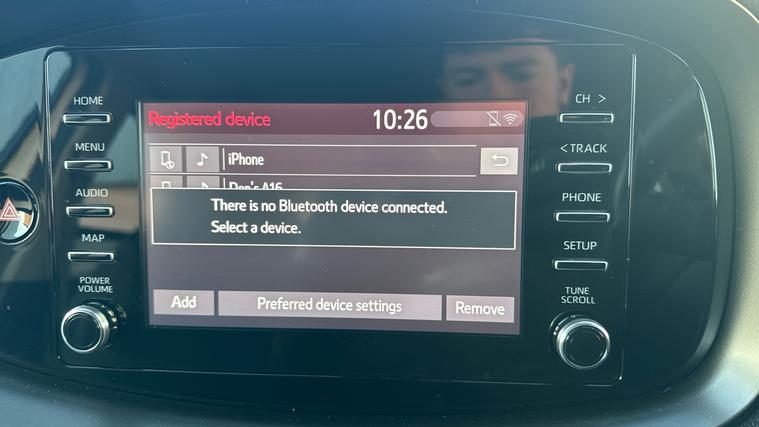 HOME
MENU
AUDIO
MAP
POWER
VOLUME
Registered device
10:26
iPhone
There is no Bluetooth device connected.
Select a device.
Add
Preferred device settings
Remove
CH >
< TRACK
PHONE
SETUP
TUNE
SCROLL